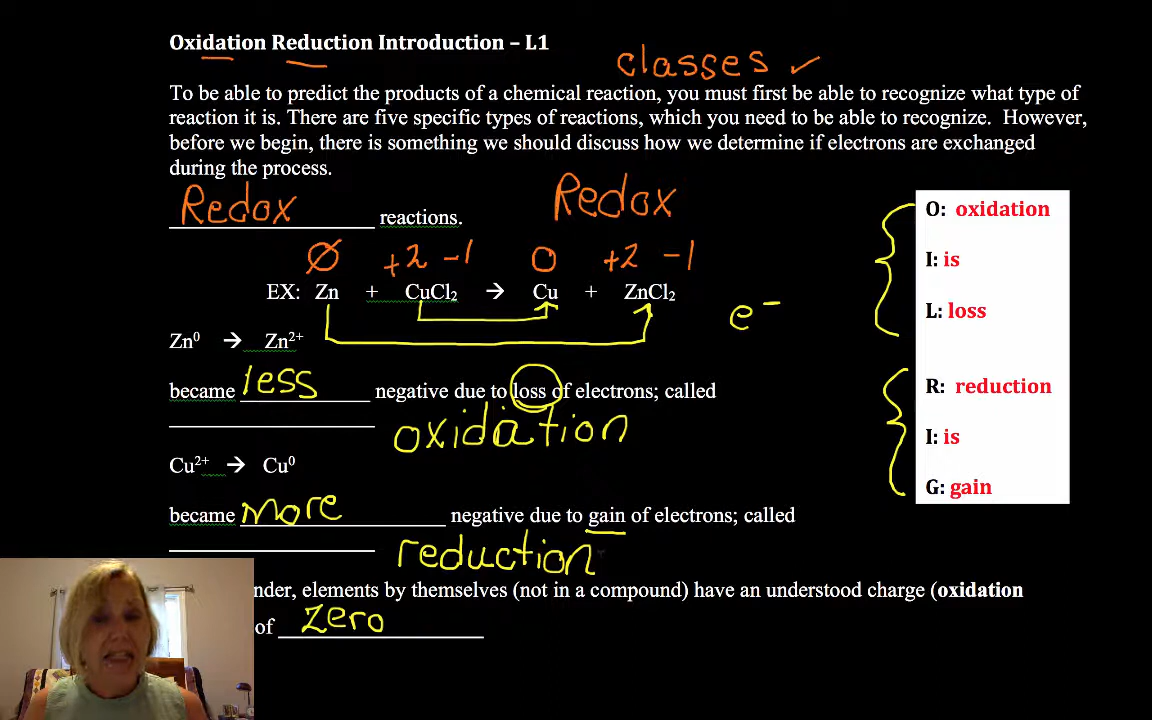 Oxidation Reduction Introduction – L1
classes ✓
To be able to predict the products of a chemical reaction, you must first be able to recognize what type of
reaction it is. There are five specific types of reactions, which you need to be able to recognize. However,
before we begin, there is something we should discuss how we determine if electrons are exchanged
during the process.
Redox reactions. Redox
0 +2 -1 0 +2 -1
EX: Zn + CuCl₂ → Cu + ZnCl₂
e⁻
Zn⁰ → Zn²⁺
became less negative due to loss of electrons; called
oxidation
Cu²⁺ → Cu⁰
became more negative due to gain of electrons; called
reduction
nder, elements by themselves (not in a compound) have an understood charge (oxidation
of zero
O: oxidation
I: is
L: loss
R: reduction
I: is
G: gain